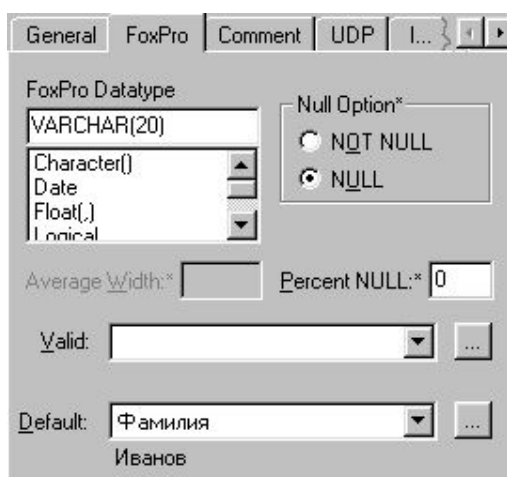 General FoxPro Comment UDP I...
FoxPro Datatype
VARCHAR(20)
Character()
Date
Float(,)
Logical
Null Option*
NOT NULL
NULL
Average Width:*
Percent NULL:* 0
Valid: ...
Default: Фамилия ...
Иванов